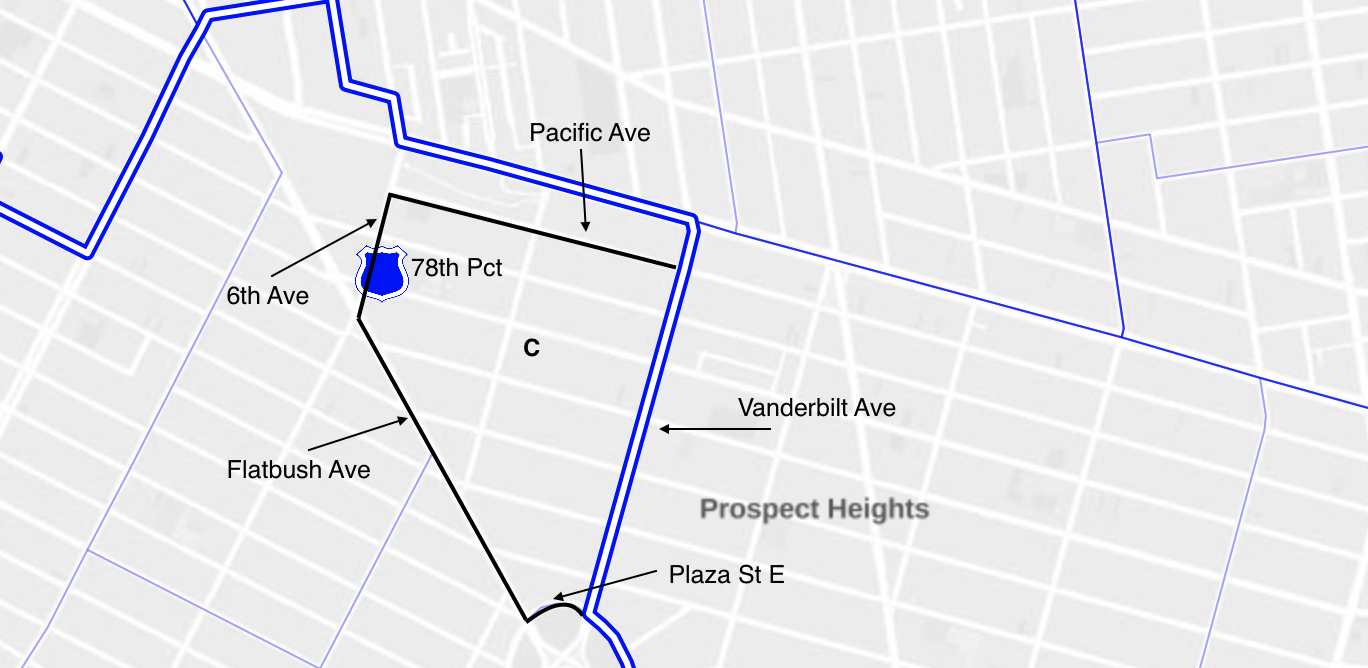 Pacific Ave
78th Pct
6th Ave
C
Vanderbilt Ave
Flatbush Ave
Prospect Heights
Plaza St E